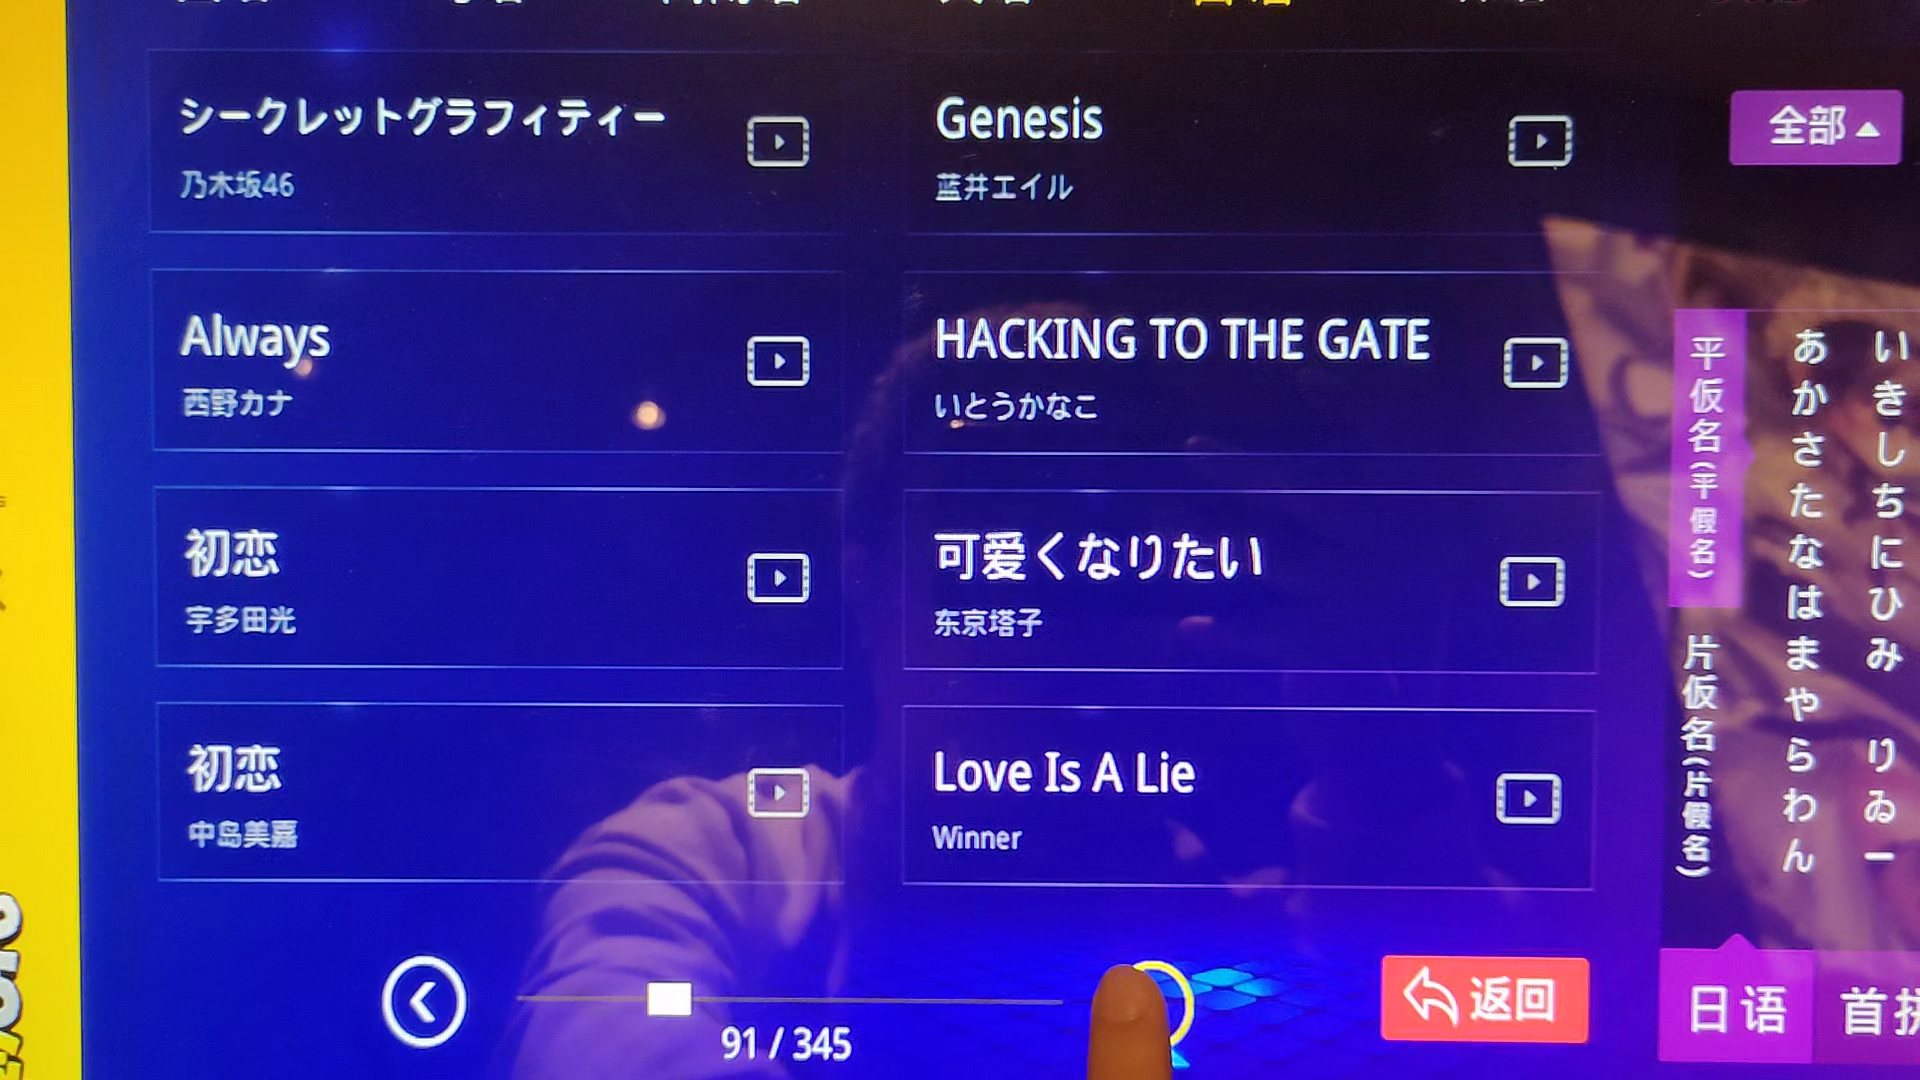 シークレットグラフィティー
乃木坂46
Genesis
蓝井エイル
全部
Always
西野カナ
HACKING TO THE GATE
いとうかなこ
初恋
宇多田光
可爱くなりたい
东京塔子
初恋
中岛美嘉
Love Is A Lie
Winner
平仮名(平假名)
片仮名(片假名)
あかさたなはまやらわん
いきしちにひみ りゐー
91 / 345
返回
日语
首拼